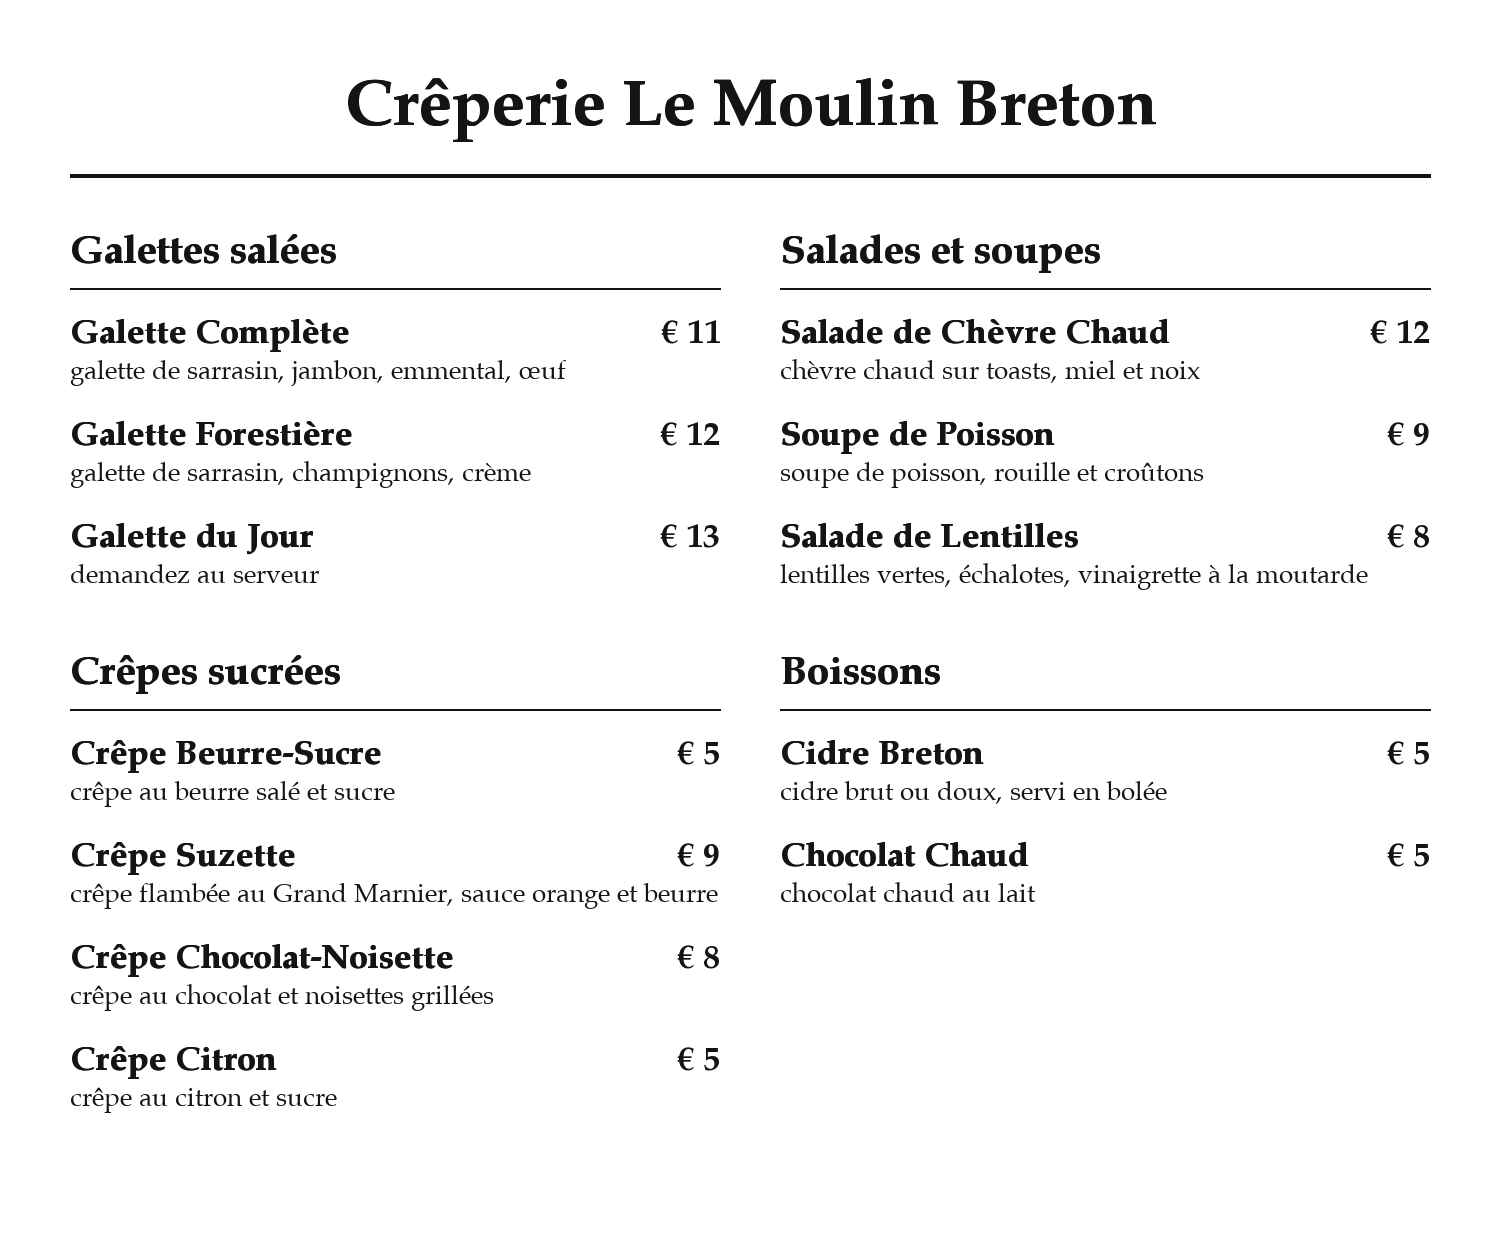 Crêperie Le Moulin Breton
Galettes salées
Galette Complète € 11
galette de sarrasin, jambon, emmental, œuf
Galette Forestière € 12
galette de sarrasin, champignons, crème
Galette du Jour € 13
demandez au serveur
Crêpes sucrées
Crêpe Beurre-Sucre € 5
crêpe au beurre salé et sucre
Crêpe Suzette € 9
crêpe flambée au Grand Marnier, sauce orange et beurre
Crêpe Chocolat-Noisette € 8
crêpe au chocolat et noisettes grillées
Crêpe Citron € 5
crêpe au citron et sucre
Salades et soupes
Salade de Chèvre Chaud € 12
chèvre chaud sur toasts, miel et noix
Soupe de Poisson € 9
soupe de poisson, rouille et croûtons
Salade de Lentilles € 8
lentilles vertes, échalotes, vinaigrette à la moutarde
Boissons
Cidre Breton € 5
cidre brut ou doux, servi en bolée
Chocolat Chaud € 5
chocolat chaud au lait